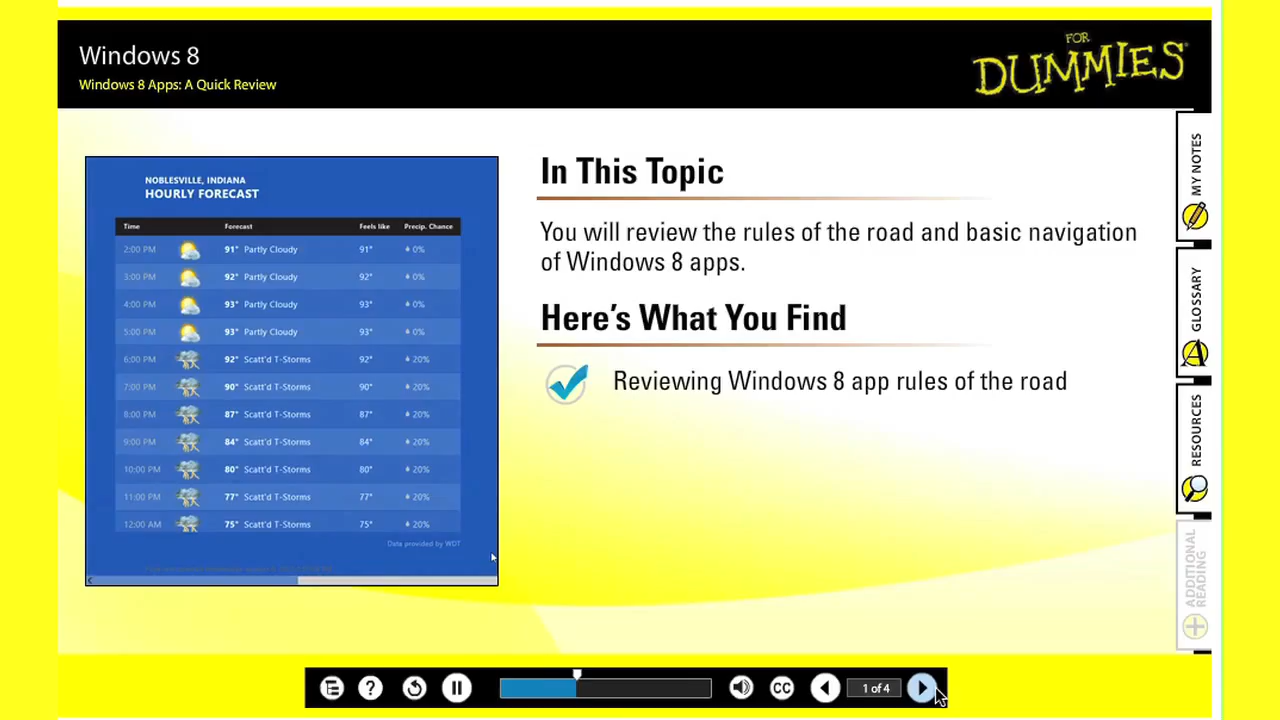 Windows 8
Windows 8 Apps: A Quick Review
FOR
DUMMIES
NOBLESVILLE, INDIANA
HOURLY FORECAST
Time Forecast Feels like Precip. Chance
2:00 PM 91° Partly Cloudy 91° 0%
3:00 PM 92° Partly Cloudy 92° 0%
4:00 PM 93° Partly Cloudy 93° 0%
5:00 PM 93° Partly Cloudy 93° 0%
6:00 PM 92° Scatt'd T-Storms 92° 20%
7:00 PM 90° Scatt'd T-Storms 90° 20%
8:00 PM 87° Scatt'd T-Storms 87° 20%
9:00 PM 84° Scatt'd T-Storms 84° 20%
10:00 PM 80° Scatt'd T-Storms 80° 20%
11:00 PM 77° Scatt'd T-Storms 77° 20%
12:00 AM 75° Scatt'd T-Storms 75° 20%
Data provided by WDT
In This Topic
You will review the rules of the road and basic navigation
of Windows 8 apps.
Here's What You Find
Reviewing Windows 8 app rules of the road
MY NOTES
GLOSSARY
A
RESOURCES
ADDITIONAL
READING
?
CC
1 of 4